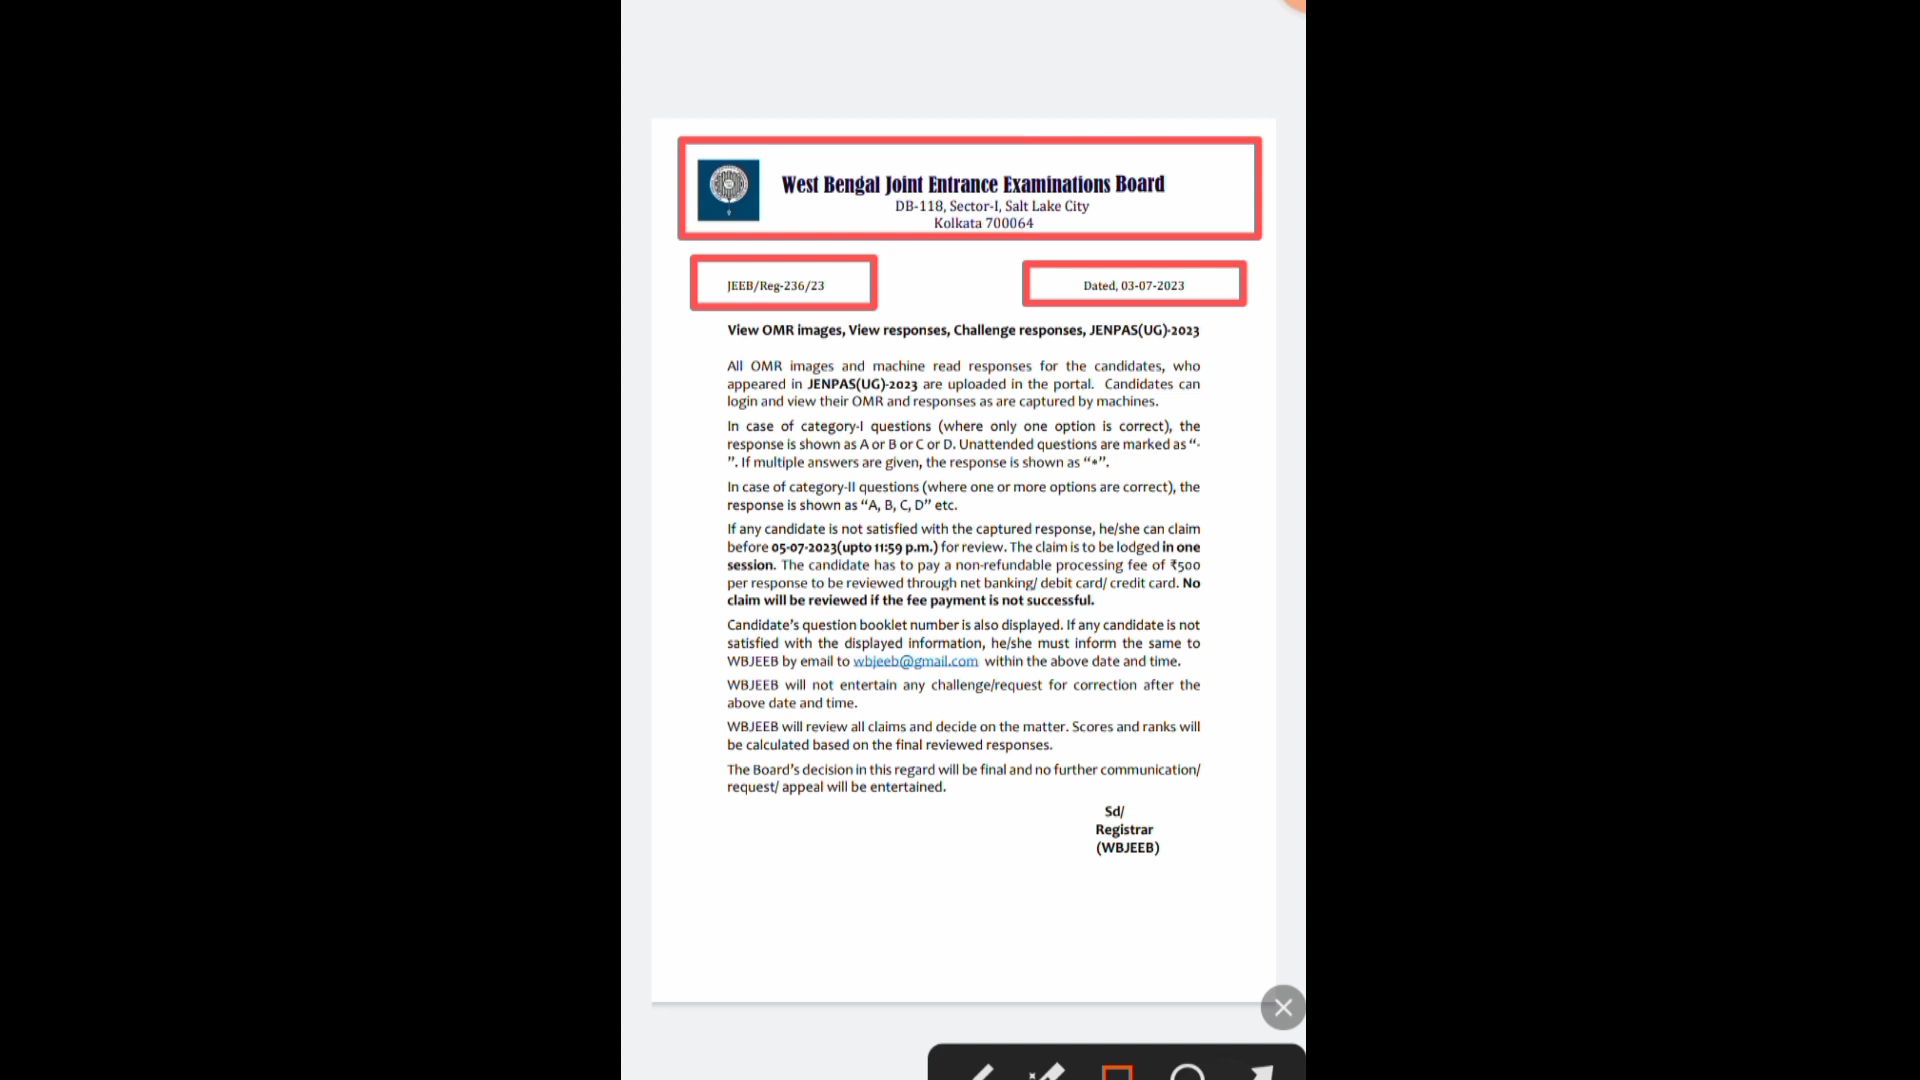 West Bengal Joint Entrance Examinations Board
DB-118, Sector-I, Salt Lake City
Kolkata 700064
JEEB/Reg-236/23
Dated, 03-07-2023
View OMR images, View responses, Challenge responses, JENPAS(UG)-2023
All OMR images and machine read responses for the candidates, who
appeared in JENPAS(UG)-2023 are uploaded in the portal. Candidates can
login and view their OMR and responses as are captured by machines.
In case of category-I questions (where only one option is correct), the
response is shown as A or B or C or D. Unattended questions are marked as “-
”. If multiple answers are given, the response is shown as “*”.
In case of category-II questions (where one or more options are correct), the
response is shown as “A, B, C, D” etc.
If any candidate is not satisfied with the captured response, he/she can claim
before 05-07-2023(upto 11:59 p.m.) for review. The claim is to be lodged in one
session. The candidate has to pay a non-refundable processing fee of ₹500
per response to be reviewed through net banking/ debit card/ credit card. No
claim will be reviewed if the fee payment is not successful.
Candidate’s question booklet number is also displayed. If any candidate is not
satisfied with the displayed information, he/she must inform the same to
WBJEEB by email to wbjeeb@gmail.com within the above date and time.
WBJEEB will not entertain any challenge/request for correction after the
above date and time.
WBJEEB will review all claims and decide on the matter. Scores and ranks will
be calculated based on the final reviewed responses.
The Board’s decision in this regard will be final and no further communication/
request/ appeal will be entertained.
Sd/
Registrar
(WBJEEB)